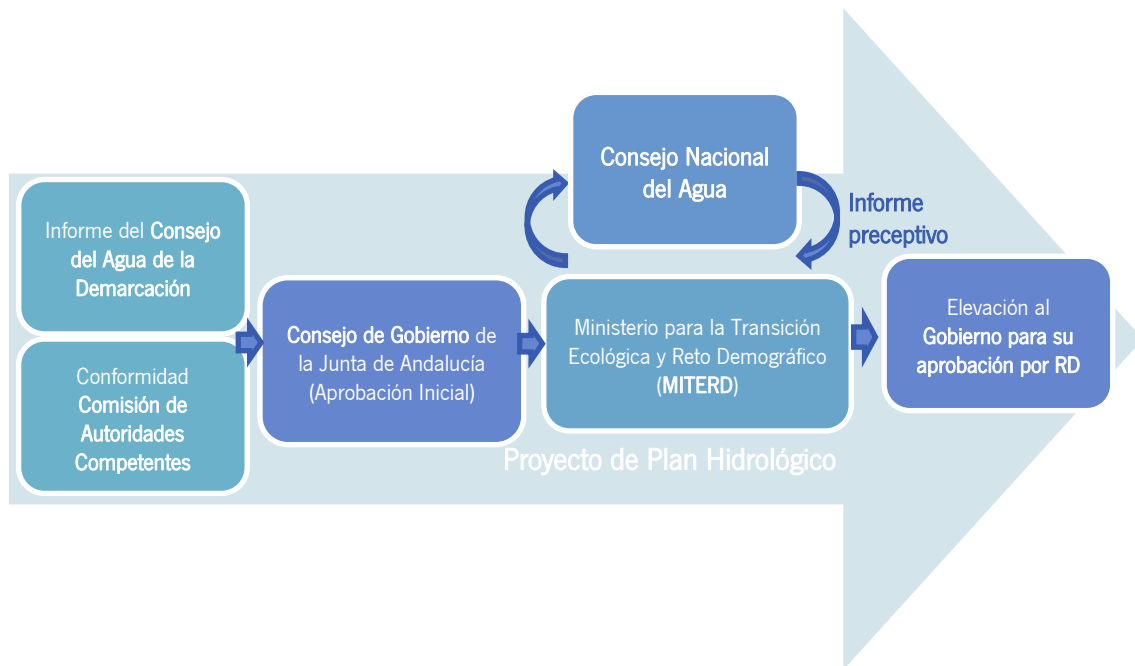 Informe del Consejo
del Agua de la
Demarcación
Conformidad
Comisión de
Autoridades
Competentes
Consejo de Gobierno de
la Junta de Andalucía
(Aprobación Inicial)
Consejo Nacional
del Agua
Informe
preceptivo
Ministerio para la Transición
Ecológica y Reto Demográfico
(MITERD)
Elevación al
Gobierno para su
aprobación por RD
Proyecto de Plan Hidrológico